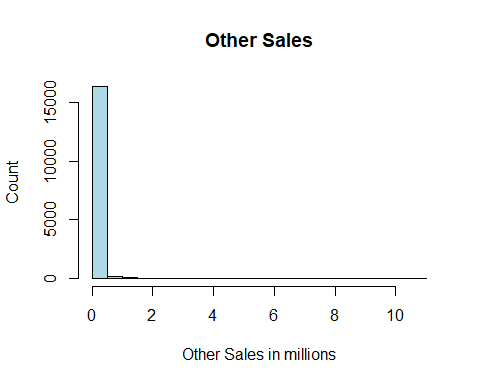 Other Sales
Count
15000
10000
5000
0
0 2 4 6 8 10
Other Sales in millions